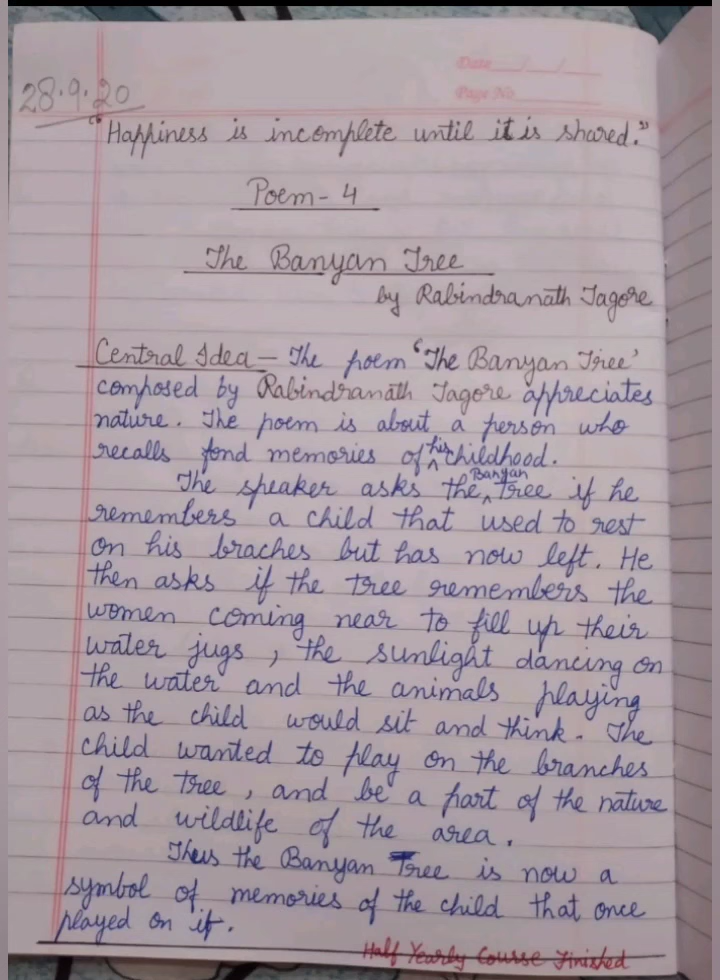 Date___/___/___
Page No___
28.9.20
"Happiness is incomplete until it is shared."
Poem - 4
The Banyan Tree
by Rabindranath Tagore
Central Idea — The poem 'The Banyan Tree'
composed by Rabindranath Tagore appreciates
nature. The poem is about a person who
recalls fond memories of his childhood.
The speaker asks the Banyan Tree if he
remembers a child that used to rest
on his braches but has now left. He
then asks if the tree remembers the
women coming near to fill up their
water jugs, the sunlight dancing on
the water and the animals playing
as the child would sit and think. The
child wanted to play on the branches
of the tree, and be a part of the nature
and wildlife of the area.
Thus the Banyan Tree is now a
symbol of memories of the child that once
played on it.
Half Yearly Course Finished